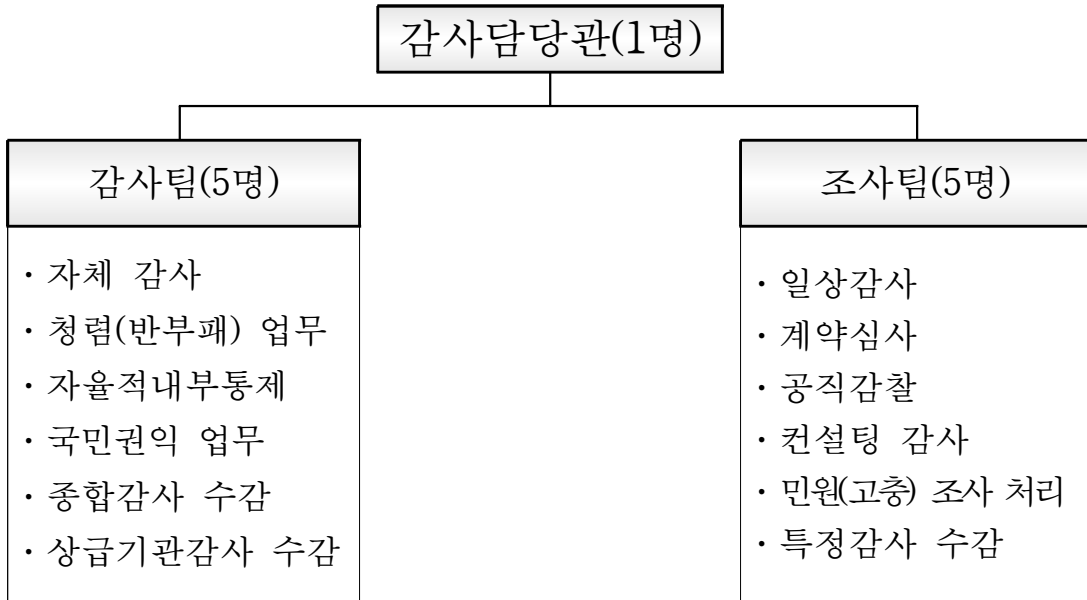 감사담당관(1명)
감사팀(5명)
· 자체 감사
· 청렴(반부패) 업무
· 자율적내부통제
· 국민권익 업무
· 종합감사 수감
· 상급기관감사 수감
조사팀(5명)
· 일상감사
· 계약심사
· 공직감찰
· 컨설팅 감사
· 민원(고충) 조사 처리
· 특정감사 수감